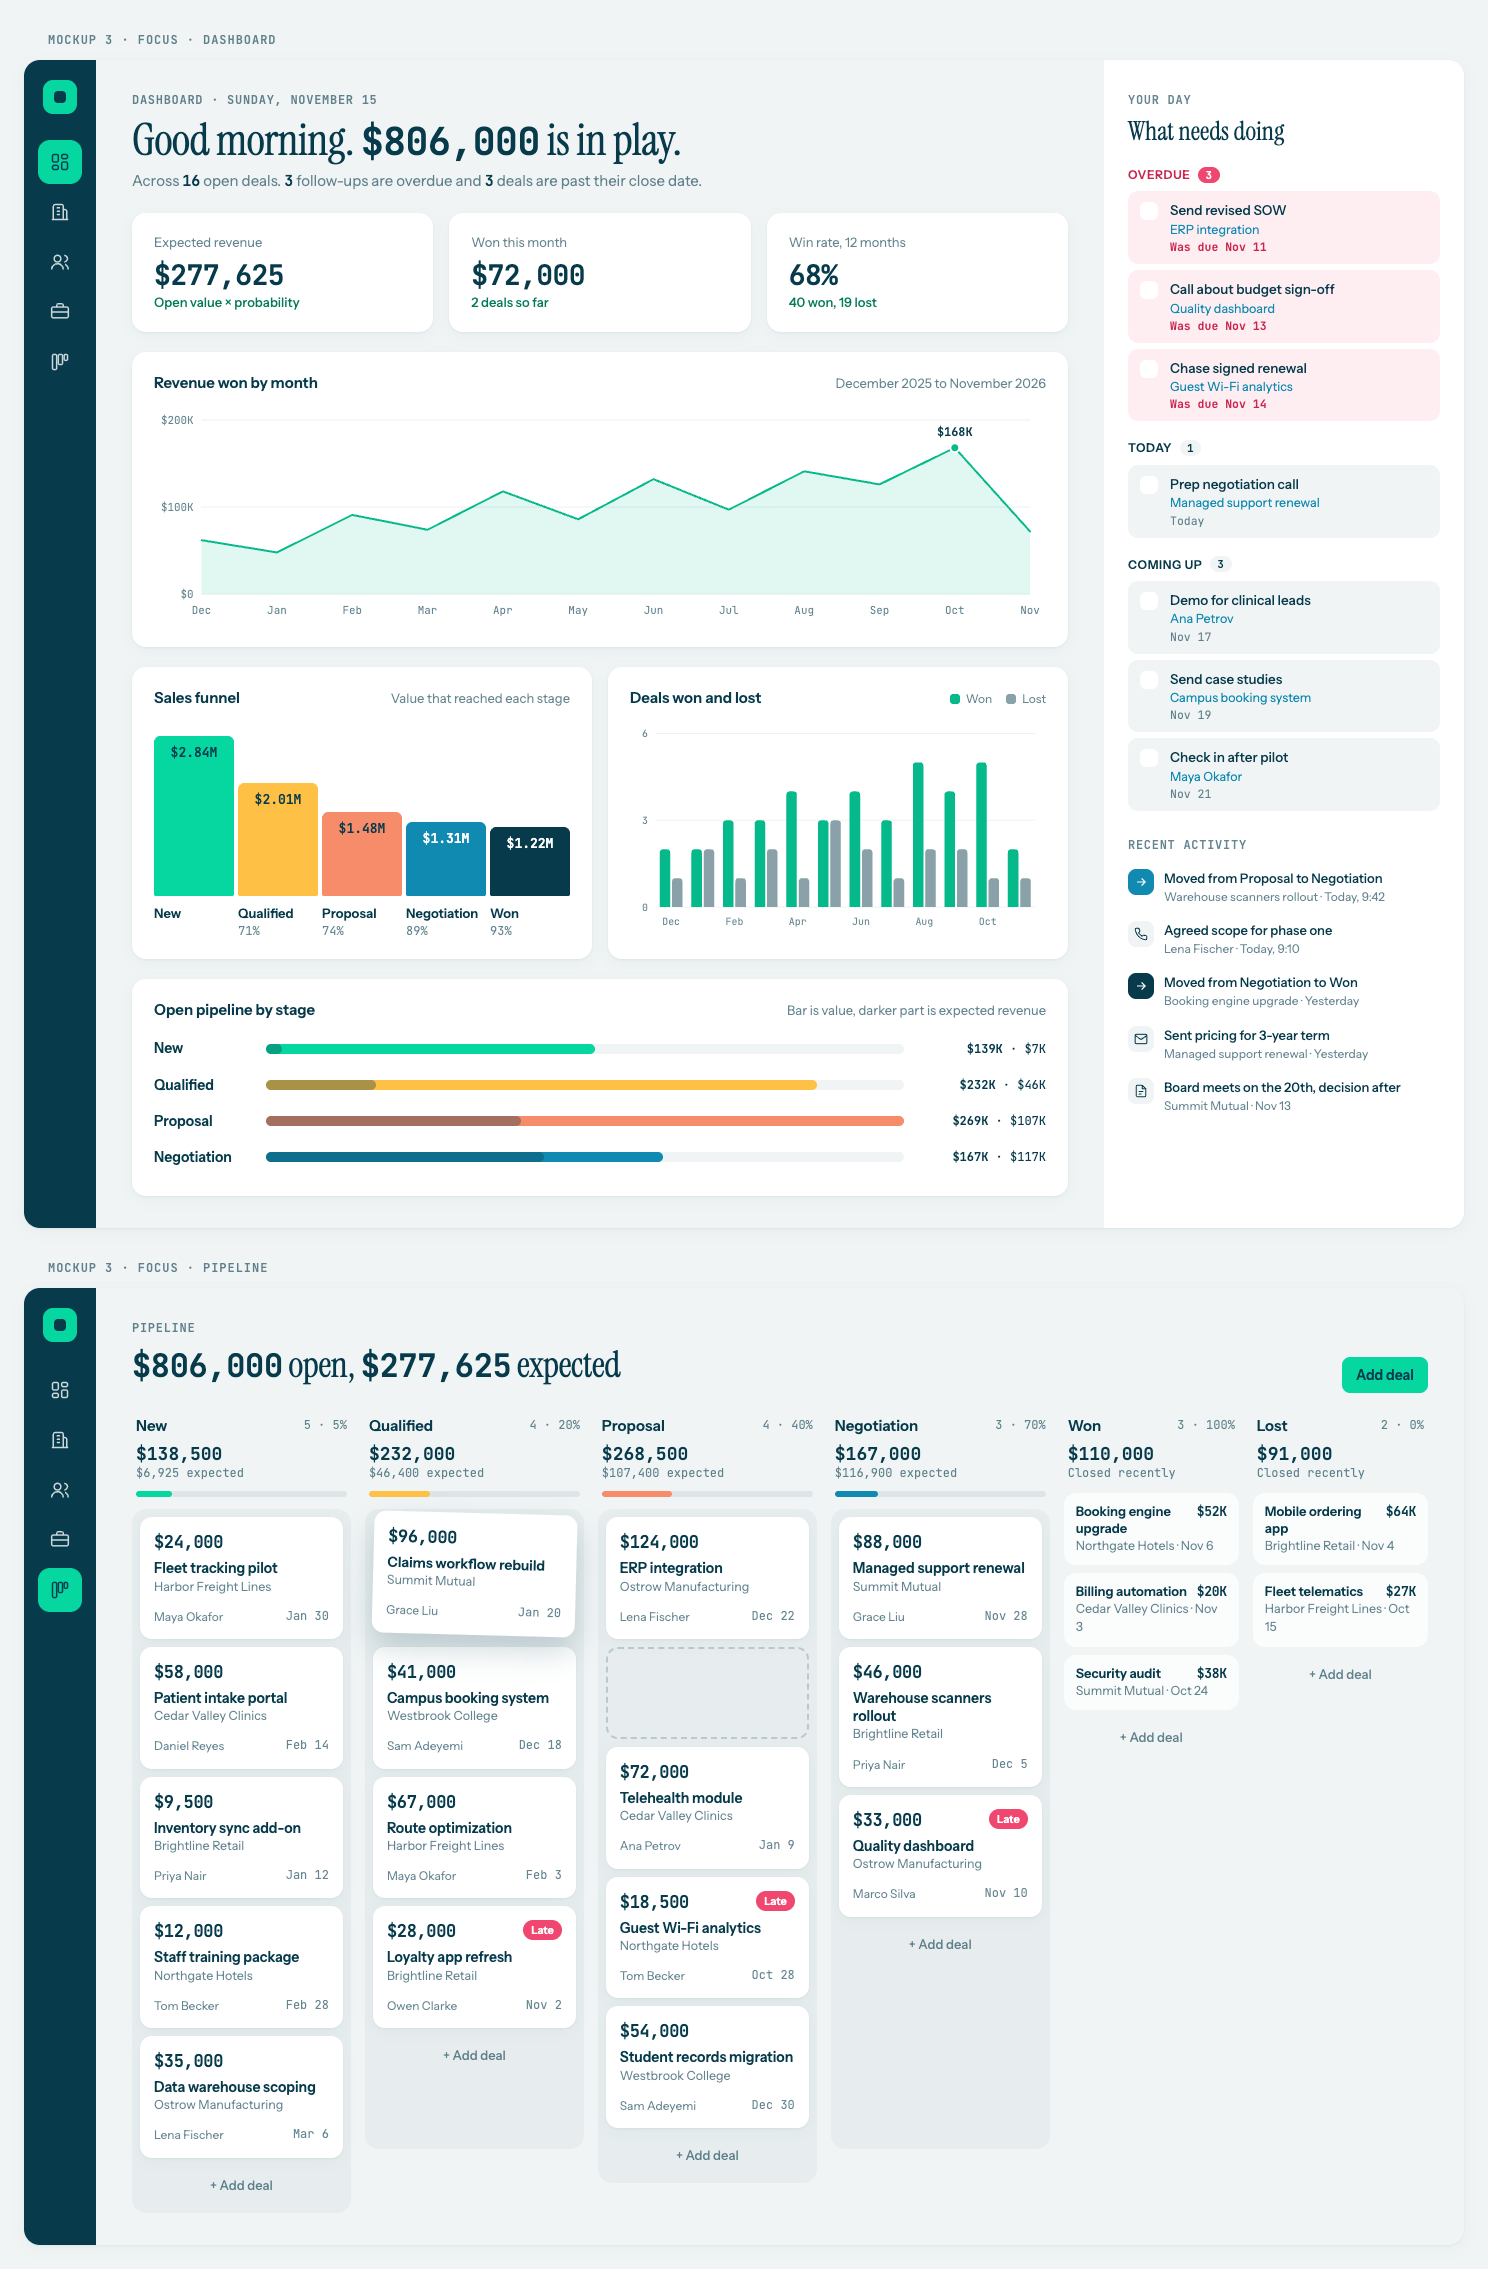 MOCKUP 3 · FOCUS · DASHBOARD
DASHBOARD · SUNDAY, NOVEMBER 15
Good morning. $806,000 is in play.
Across 16 open deals. 3 follow-ups are overdue and 3 deals are past their close date.
Expected revenue
$277,625
Open value × probability
Won this month
$72,000
2 deals so far
Win rate, 12 months
68%
40 won, 19 lost
Revenue won by month
December 2025 to November 2026
$200K
$168K
$100K
$0
Dec Jan Feb Mar Apr May Jun Jul Aug Sep Oct Nov
Sales funnel
Value that reached each stage
$2.84M
$2.01M
$1.48M
$1.31M
$1.22M
New Qualified Proposal Negotiation Won
71% 74% 89% 93%
Deals won and lost
Won Lost
6
3
0
Dec Feb Apr Jun Aug Oct
Open pipeline by stage
Bar is value, darker part is expected revenue
New $139K · $7K
Qualified $232K · $46K
Proposal $269K · $107K
Negotiation $167K · $117K
YOUR DAY
What needs doing
OVERDUE 3
Send revised SOW
ERP integration
Was due Nov 11
Call about budget sign-off
Quality dashboard
Was due Nov 13
Chase signed renewal
Guest Wi-Fi analytics
Was due Nov 14
TODAY 1
Prep negotiation call
Managed support renewal
Today
COMING UP 3
Demo for clinical leads
Ana Petrov
Nov 17
Send case studies
Campus booking system
Nov 19
Check in after pilot
Maya Okafor
Nov 21
RECENT ACTIVITY
Moved from Proposal to Negotiation
Warehouse scanners rollout · Today, 9:42
Agreed scope for phase one
Lena Fischer · Today, 9:10
Moved from Negotiation to Won
Booking engine upgrade · Yesterday
Sent pricing for 3-year term
Managed support renewal · Yesterday
Board meets on the 20th, decision after
Summit Mutual · Nov 13
MOCKUP 3 · FOCUS · PIPELINE
PIPELINE
$806,000 open, $277,625 expected
Add deal
New 5 · 5%
$138,500
$6,925 expected
$24,000
Fleet tracking pilot
Harbor Freight Lines
Maya Okafor Jan 30
$58,000
Patient intake portal
Cedar Valley Clinics
Daniel Reyes Feb 14
$9,500
Inventory sync add-on
Brightline Retail
Priya Nair Jan 12
$12,000
Staff training package
Northgate Hotels
Tom Becker Feb 28
$35,000
Data warehouse scoping
Ostrow Manufacturing
Lena Fischer Mar 6
+ Add deal
Qualified 4 · 20%
$232,000
$46,400 expected
$96,000
Claims workflow rebuild
Summit Mutual
Grace Liu Jan 20
$41,000
Campus booking system
Westbrook College
Sam Adeyemi Dec 18
$67,000
Route optimization
Harbor Freight Lines
Maya Okafor Feb 3
$28,000 Late
Loyalty app refresh
Brightline Retail
Owen Clarke Nov 2
+ Add deal
Proposal 4 · 40%
$268,500
$107,400 expected
$124,000
ERP integration
Ostrow Manufacturing
Lena Fischer Dec 22
$72,000
Telehealth module
Cedar Valley Clinics
Ana Petrov Jan 9
$18,500 Late
Guest Wi-Fi analytics
Northgate Hotels
Tom Becker Oct 28
$54,000
Student records migration
Westbrook College
Sam Adeyemi Dec 30
+ Add deal
Negotiation 3 · 70%
$167,000
$116,900 expected
$88,000
Managed support renewal
Summit Mutual
Grace Liu Nov 28
$46,000
Warehouse scanners
rollout
Brightline Retail
Priya Nair Dec 5
$33,000 Late
Quality dashboard
Ostrow Manufacturing
Marco Silva Nov 10
+ Add deal
Won 3 · 100%
$110,000
Closed recently
Booking engine $52K
upgrade
Northgate Hotels · Nov 6
Billing automation $20K
Cedar Valley Clinics · Nov
3
Security audit $38K
Summit Mutual · Oct 24
+ Add deal
Lost 2 · 0%
$91,000
Closed recently
Mobile ordering $64K
app
Brightline Retail · Nov 4
Fleet telematics $27K
Harbor Freight Lines · Oct
15
+ Add deal